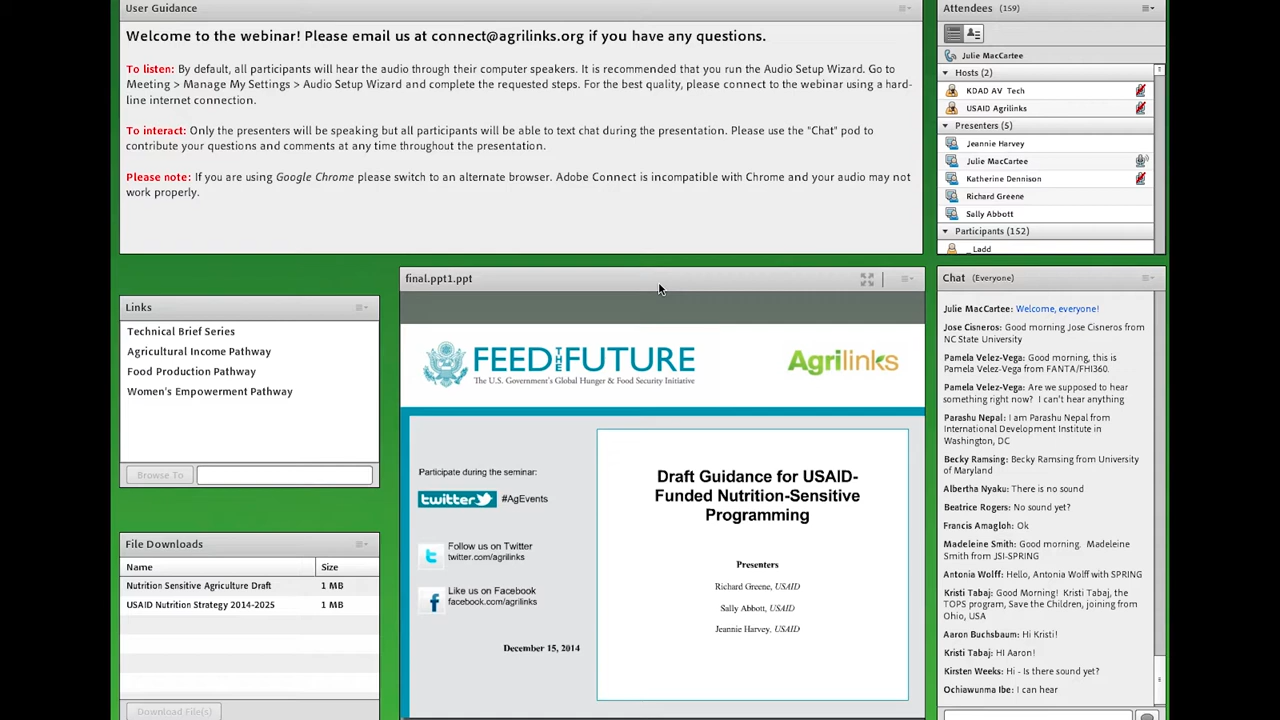 User Guidance
Welcome to the webinar! Please email us at connect@agrilinks.org if you have any questions.
To listen: By default, all participants will hear the audio through their computer speakers. It is recommended that you run the Audio Setup Wizard. Go to
Meeting > Manage My Settings > Audio Setup Wizard and complete the requested steps. For the best quality, please connect to the webinar using a hard-
line internet connection.
To interact: Only the presenters will be speaking but all participants will be able to text chat during the presentation. Please use the "Chat" pod to
contribute your questions and comments at any time throughout the presentation.
Please note: If you are using Google Chrome please switch to an alternate browser. Adobe Connect is incompatible with Chrome and your audio may not
work properly.
Attendees (159)
Julie MacCartee
Hosts (2)
KDAD AV Tech
USAID Agrilinks
Presenters (5)
Jeannie Harvey
Julie MacCartee
Katherine Dennison
Richard Greene
Sally Abbott
Participants (152)
_Ladd
Links
Technical Brief Series
Agricultural Income Pathway
Food Production Pathway
Women's Empowerment Pathway
Browse To
File Downloads
Name Size
Nutrition Sensitive Agriculture Draft 1 MB
USAID Nutrition Strategy 2014-2025 1 MB
Download File(s)
final.ppt1.ppt
FEED THE FUTURE
The U.S. Government's Global Hunger & Food Security Initiative
Agrilinks
Participate during the seminar:
twitter #AgEvents
Follow us on Twitter
twitter.com/agrilinks
Like us on Facebook
facebook.com/agrilinks
December 15, 2014
Draft Guidance for USAID-
Funded Nutrition-Sensitive
Programming
Presenters
Richard Greene, USAID
Sally Abbott, USAID
Jeannie Harvey, USAID
Chat (Everyone)
Julie MacCartee: Welcome, everyone!
Jose Cisneros: Good morning Jose Cisneros from
NC State University
Pamela Velez-Vega: Good morning, this is
Pamela Velez-Vega from FANTA/FHI360.
Pamela Velez-Vega: Are we supposed to hear
something right now? I can't hear anything
Parashu Nepal: I am Parashu Nepal from
International Development Institute in
Washington, DC
Becky Ramsing: Becky Ramsing from University
of Maryland
Albertha Nyaku: There is no sound
Beatrice Rogers: No sound yet?
Francis Amagloh: Ok
Madeleine Smith: Good morning. Madeleine
Smith from JSI-SPRING
Antonia Wolff: Hello, Antonia Wolff with SPRING
Kristi Tabaj: Good Morning! Kristi Tabaj, the
TOPS program, Save the Children, joining from
Ohio, USA
Aaron Buchsbaum: Hi Kristi!
Kristi Tabaj: HI Aaron!
Kirsten Weeks: Hi - Is there sound yet?
Ochiawunma Ibe: I can hear